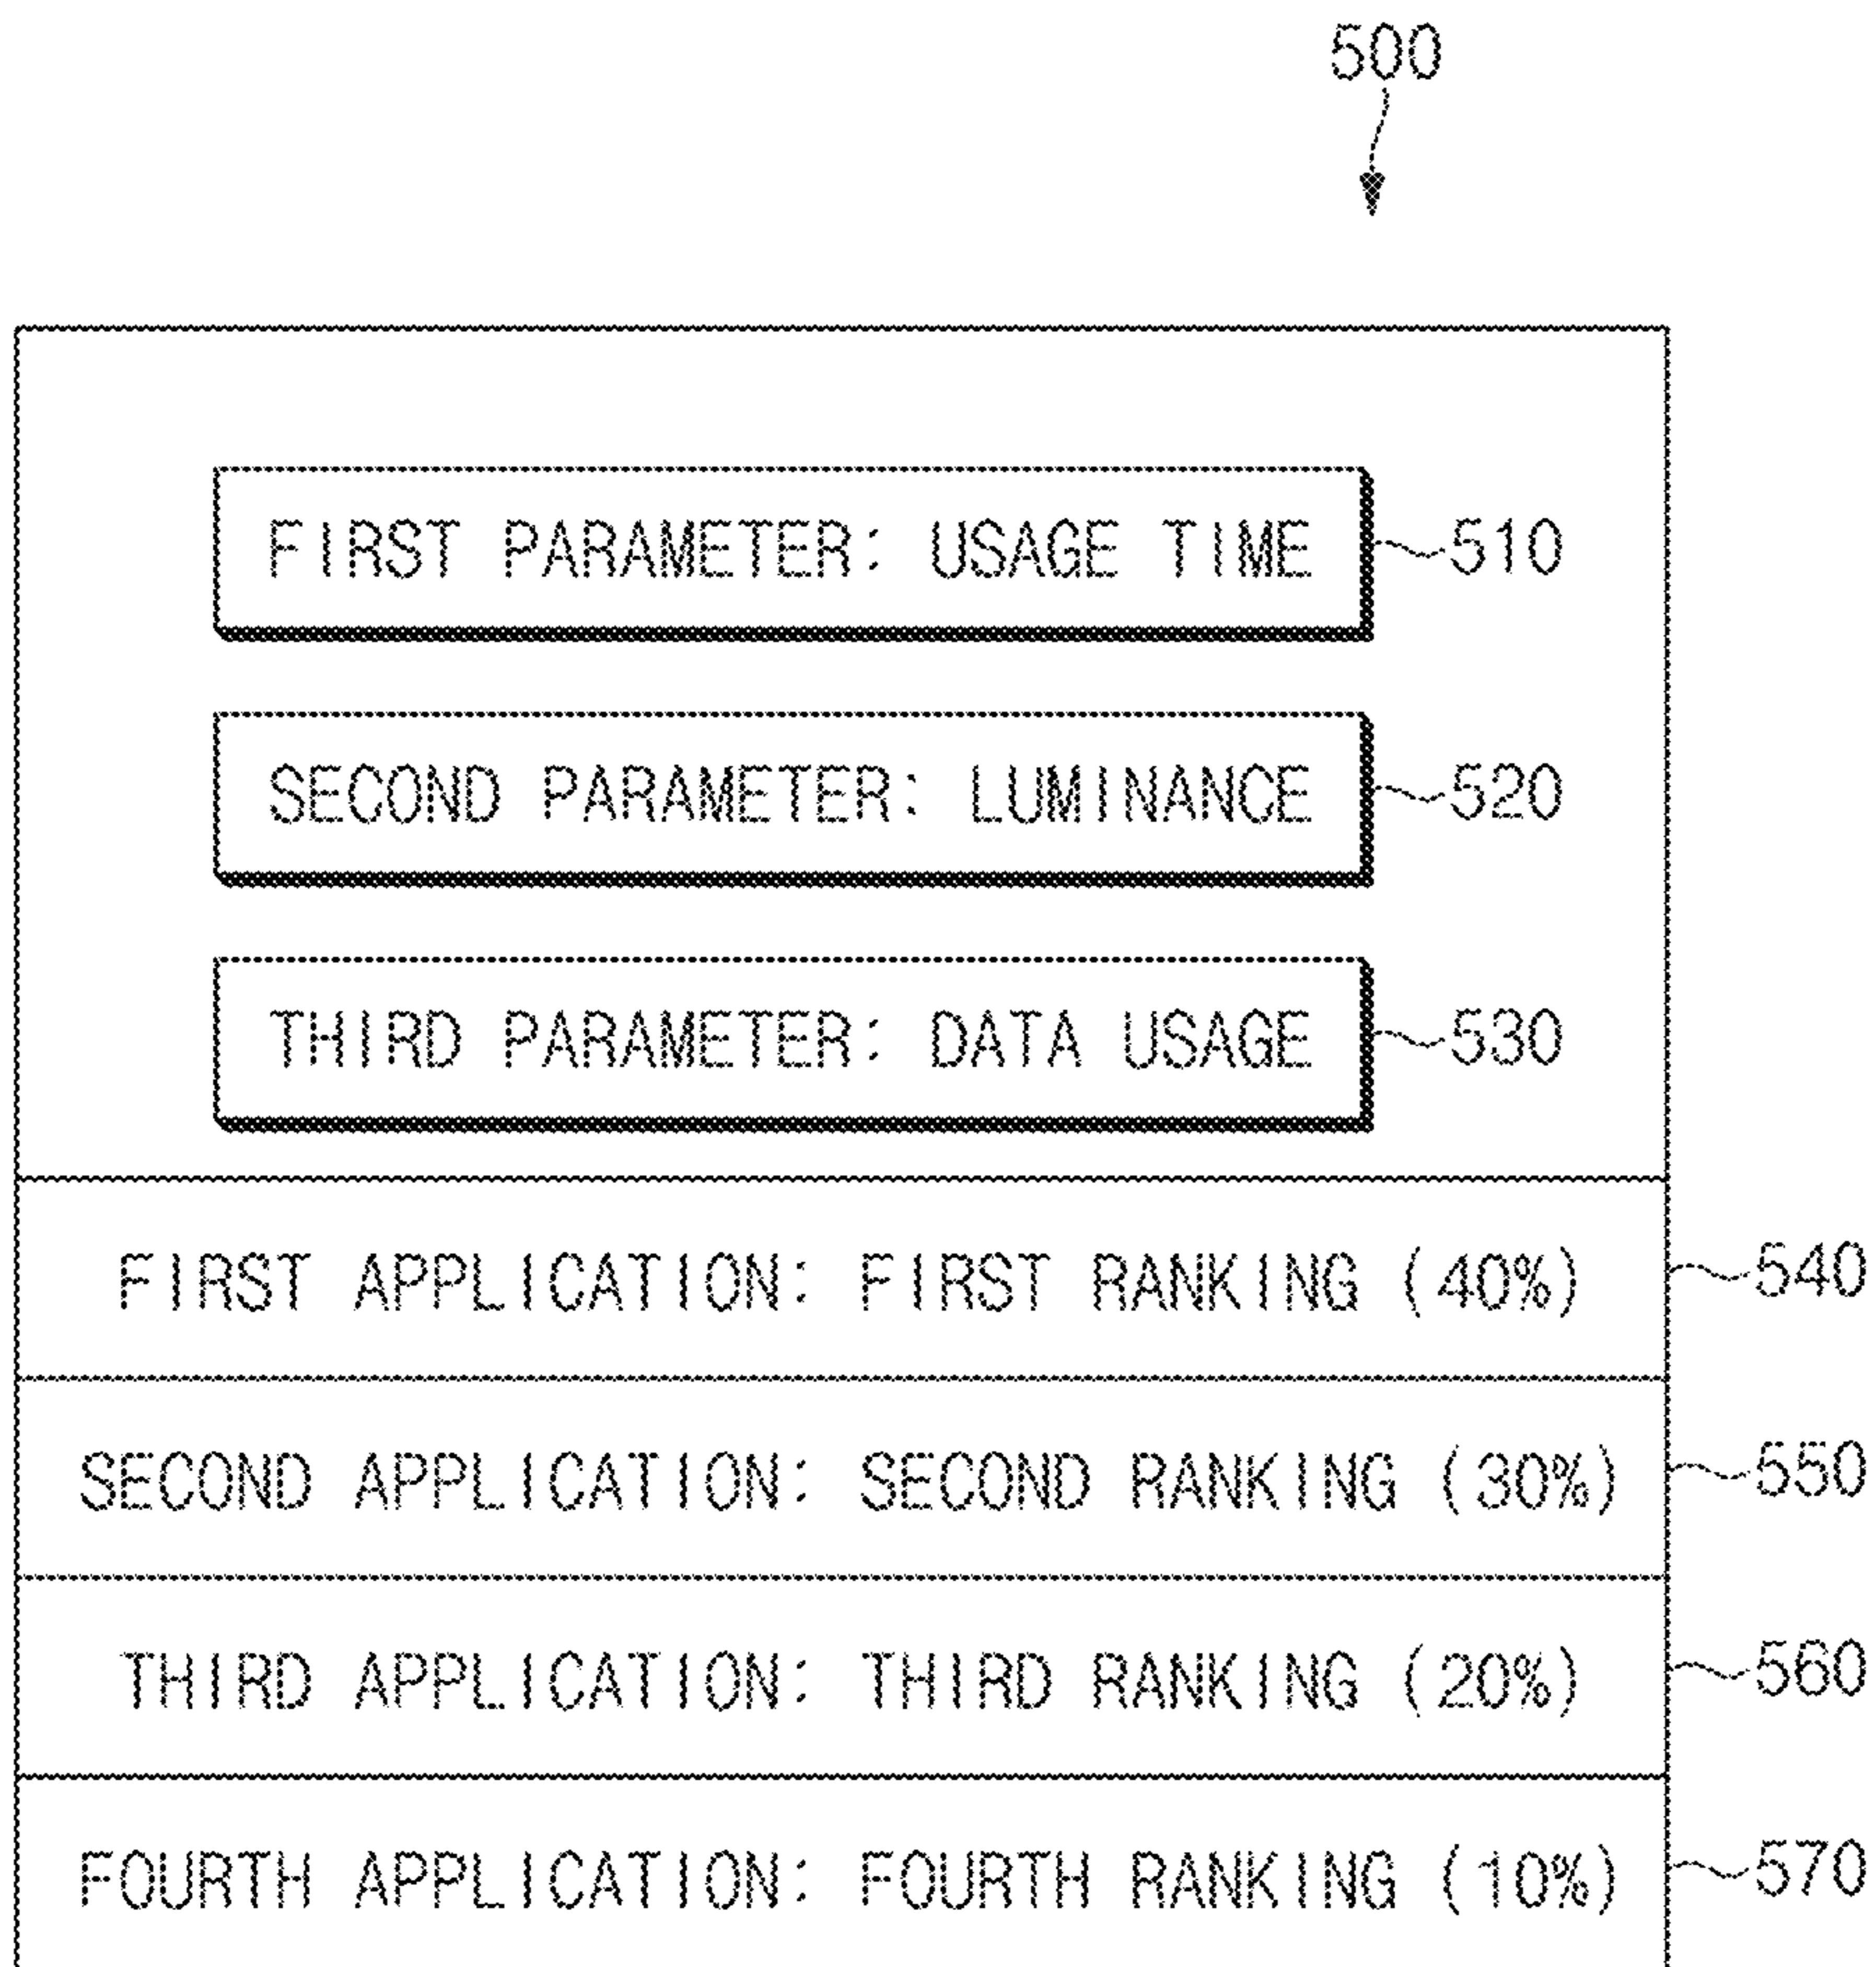 500
FIRST PARAMETER: USAGE TIME 510
SECOND PARAMETER: LUMINANCE 520
THIRD PARAMETER: DATA USAGE 530
FIRST APPLICATION: FIRST RANKING (40%) 540
SECOND APPLICATION: SECOND RANKING (30%) 550
THIRD APPLICATION: THIRD RANKING (20%) 560
FOURTH APPLICATION: FOURTH RANKING (10%) 570